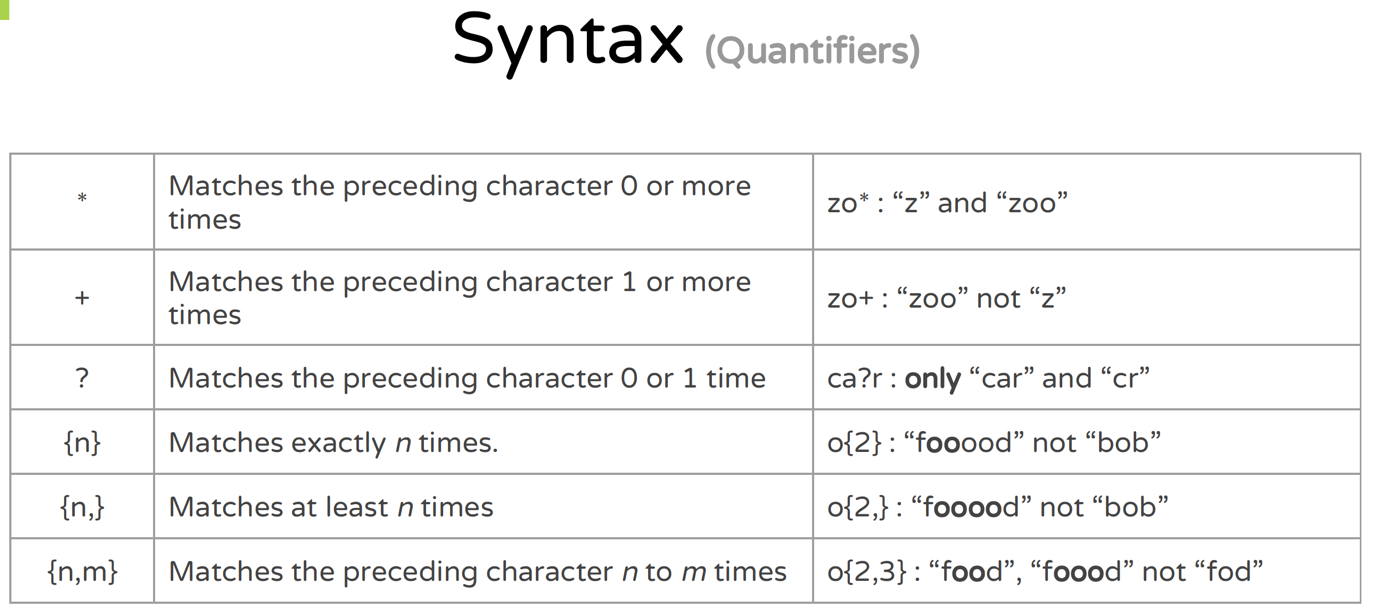 Syntax (Quantifiers)
* Matches the preceding character 0 or more
times
zo* : “z” and “zoo”
+ Matches the preceding character 1 or more
times
zo+ : “zoo” not “z”
? Matches the preceding character 0 or 1 time ca?r : only “car” and “cr”
{n} Matches exactly n times. o{2} : “fooood” not “bob”
{n,} Matches at least n times o{2,} : “fooood” not “bob”
{n,m} Matches the preceding character n to m times o{2,3} : “food”, “foood” not “fod”